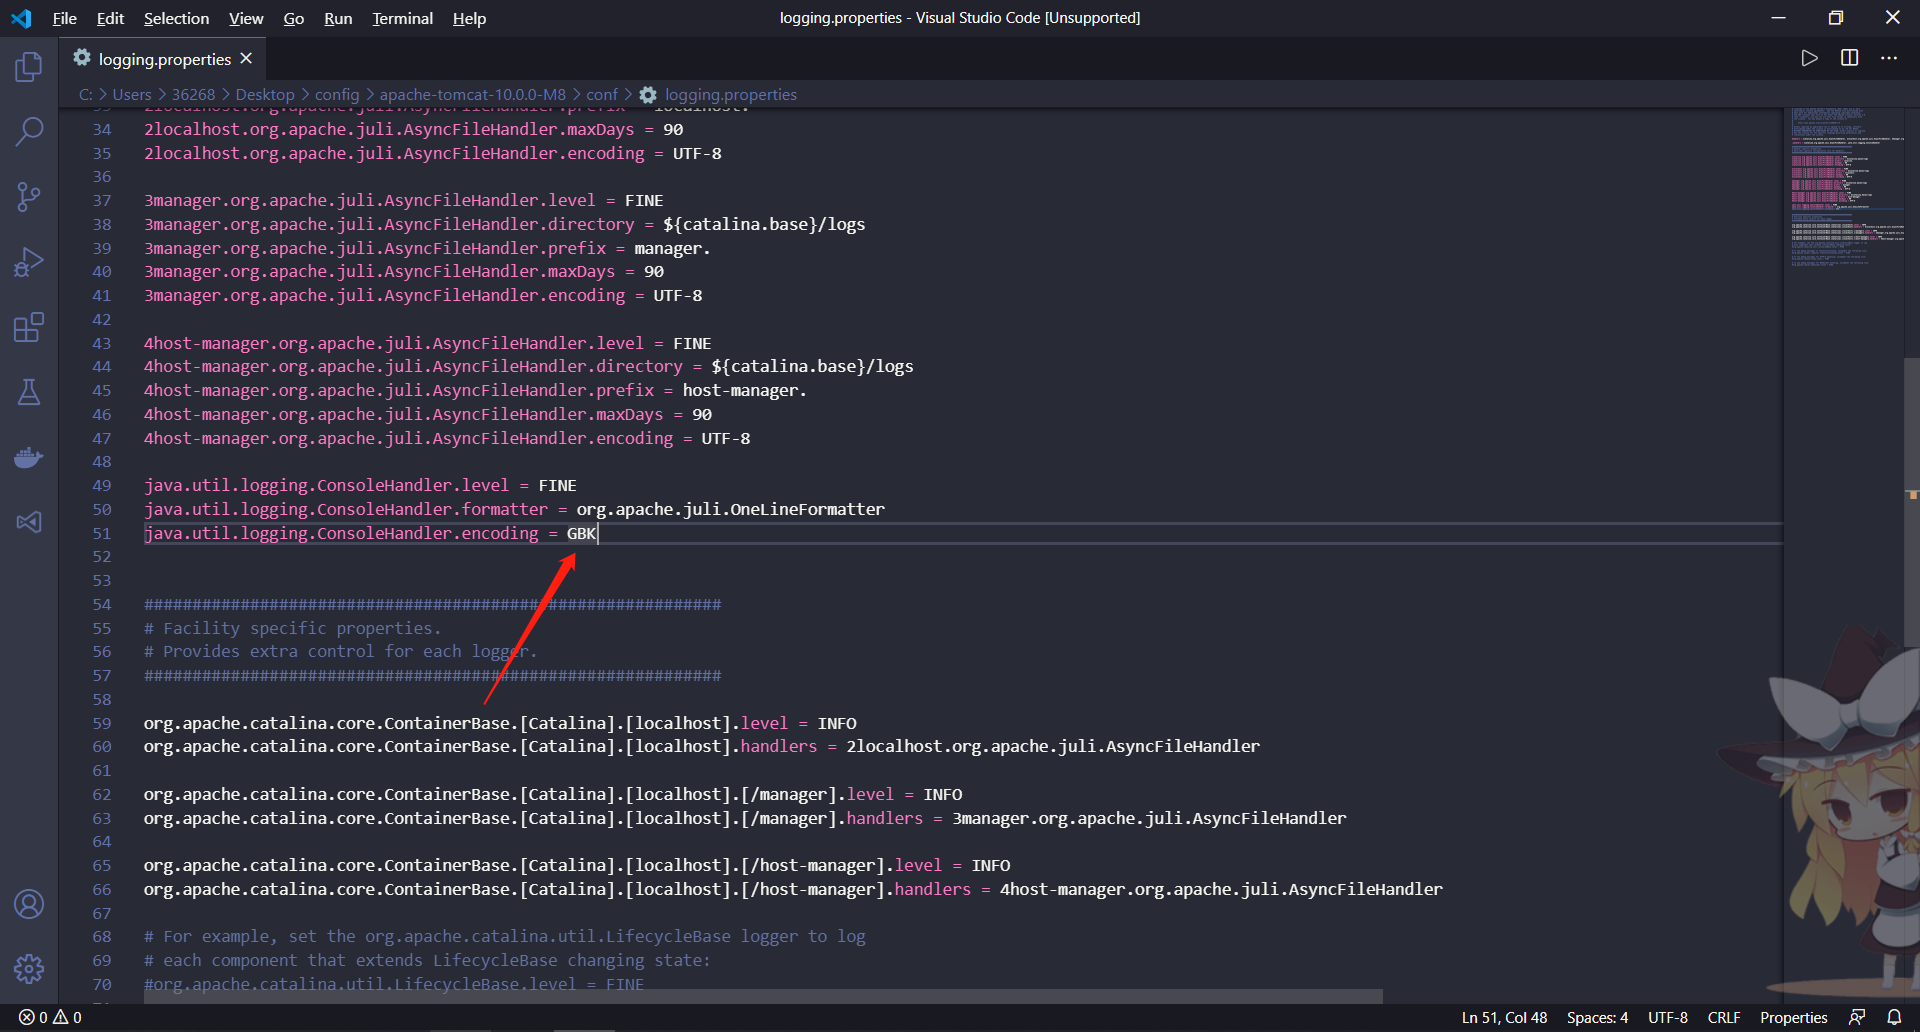 File Edit Selection View Go Run Terminal Help
logging.properties - Visual Studio Code [Unsupported]
logging.properties
C: > Users > 36268 > Desktop > config > apache-tomcat-10.0.0-M8 > conf > logging.properties
33 2localhost.org.apache.juli.AsyncFileHandler.prefix = localhost.
34 2localhost.org.apache.juli.AsyncFileHandler.maxDays = 90
35 2localhost.org.apache.juli.AsyncFileHandler.encoding = UTF-8
36
37 3manager.org.apache.juli.AsyncFileHandler.level = FINE
38 3manager.org.apache.juli.AsyncFileHandler.directory = ${catalina.base}/logs
39 3manager.org.apache.juli.AsyncFileHandler.prefix = manager.
40 3manager.org.apache.juli.AsyncFileHandler.maxDays = 90
41 3manager.org.apache.juli.AsyncFileHandler.encoding = UTF-8
42
43 4host-manager.org.apache.juli.AsyncFileHandler.level = FINE
44 4host-manager.org.apache.juli.AsyncFileHandler.directory = ${catalina.base}/logs
45 4host-manager.org.apache.juli.AsyncFileHandler.prefix = host-manager.
46 4host-manager.org.apache.juli.AsyncFileHandler.maxDays = 90
47 4host-manager.org.apache.juli.AsyncFileHandler.encoding = UTF-8
48
49 java.util.logging.ConsoleHandler.level = FINE
50 java.util.logging.ConsoleHandler.formatter = org.apache.juli.OneLineFormatter
51 java.util.logging.ConsoleHandler.encoding = GBK
52
53
54 ############################################################
55 # Facility specific properties.
56 # Provides extra control for each logger.
57 ############################################################
58
59 org.apache.catalina.core.ContainerBase.[Catalina].[localhost].level = INFO
60 org.apache.catalina.core.ContainerBase.[Catalina].[localhost].handlers = 2localhost.org.apache.juli.AsyncFileHandler
61
62 org.apache.catalina.core.ContainerBase.[Catalina].[localhost].[/manager].level = INFO
63 org.apache.catalina.core.ContainerBase.[Catalina].[localhost].[/manager].handlers = 3manager.org.apache.juli.AsyncFileHandler
64
65 org.apache.catalina.core.ContainerBase.[Catalina].[localhost].[/host-manager].level = INFO
66 org.apache.catalina.core.ContainerBase.[Catalina].[localhost].[/host-manager].handlers = 4host-manager.org.apache.juli.AsyncFileHandler
67
68 # For example, set the org.apache.catalina.util.LifecycleBase logger to log
69 # each component that extends LifecycleBase changing state:
70 #org.apache.catalina.util.LifecycleBase.level = FINE
0 0 Ln 51, Col 48 Spaces: 4 UTF-8 CRLF Properties